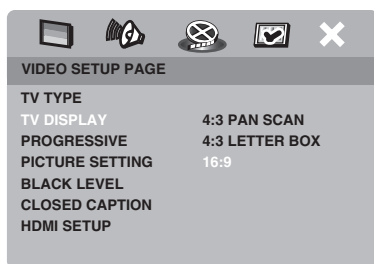 VIDEO SETUP PAGE
TV TYPE
TV DISPLAY 4:3 PAN SCAN
PROGRESSIVE 4:3 LETTER BOX
PICTURE SETTING 16:9
BLACK LEVEL
CLOSED CAPTION
HDMI SETUP